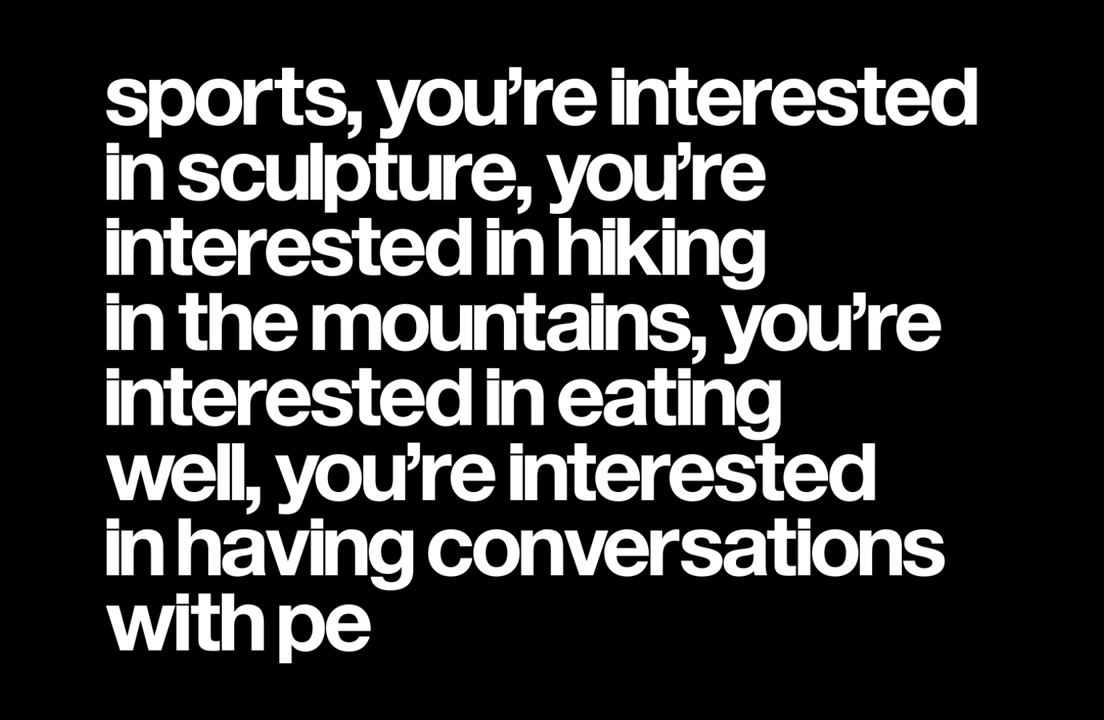 sports, you’re interested
in sculpture, you’re
interested in hiking
in the mountains, you’re
interested in eating
well, you’re interested
in having conversations
with pe